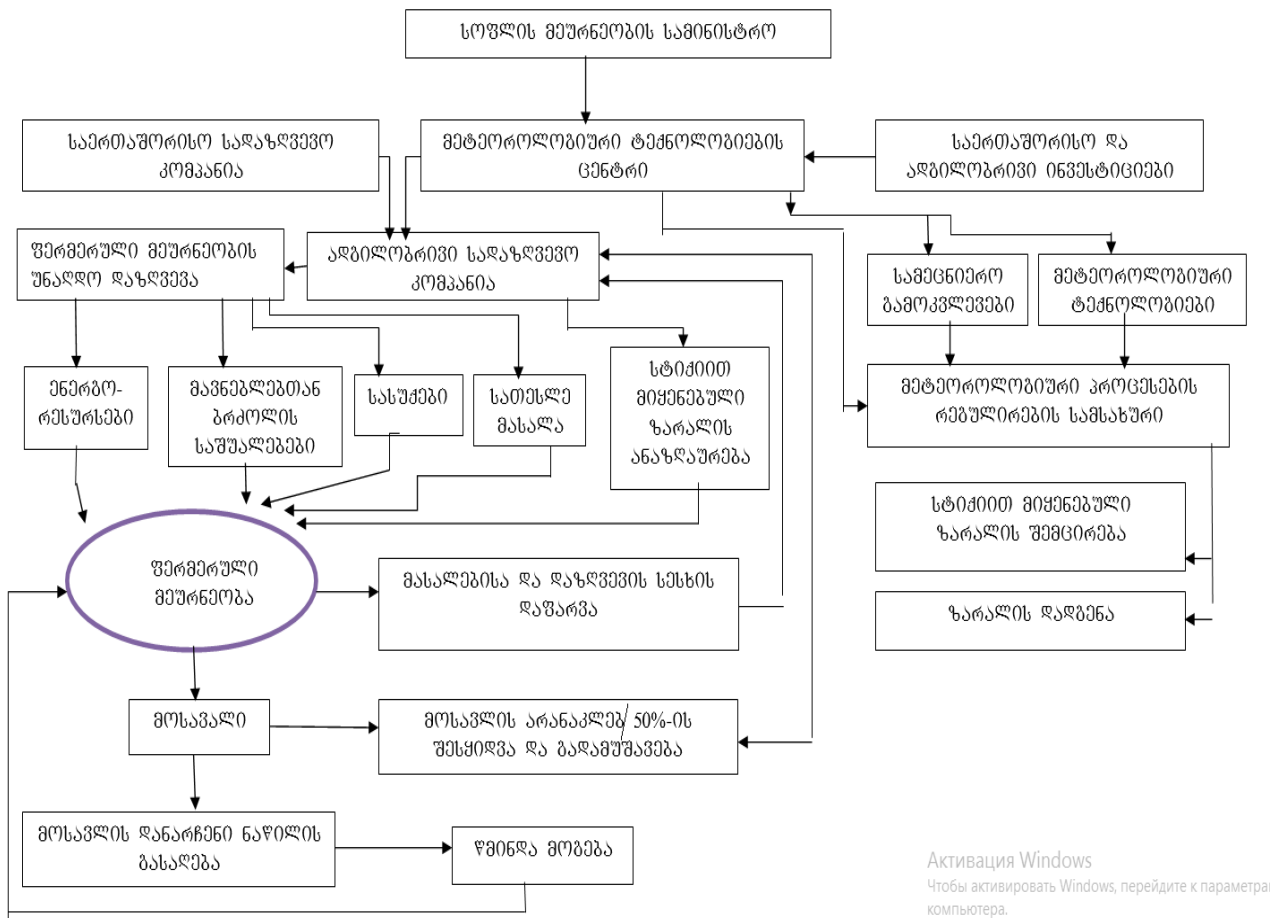 სოფლის მეურნეობის სამინისტრო
საერთაშორისო სადაზღვევო
კომპანია
მეტეოროლოგიური ტექნოლოგიების
ცენტრი
საერთაშორისო და
ადგილობრივი ინვესტიციები
ფერმერული მეურნეობის
უნაღდო დაზღვევა
ადგილობრივი სადაზღვევო
კომპანია
სამეცნიერო
გამოკვლევები
მეტეოროლოგიური
ტექნოლოგიები
ენერგო-
რესურსები
მავნებლებთან
ბრძოლის
საშუალებები
სასუქები
სათესლე
მასალა
სტიქიით
მიყენებული
ზარალის
ანაზღაურება
მეტეოროლოგიური პროცესების
რეგულირების სამსახური
სტიქიით მიყენებული
ზარალის შემცირება
ზარალის დადგენა
ფერმერული
მეურნეობა
მასალებისა და დაზღვევის სესხის
დაფარვა
მოსავალი
მოსავლის არანაკლებ 50%-ის
შესყიდვა და გადამუშავება
მოსავლის დანარჩენი ნაწილის
გასაღება
წმინდა მოგება
Активация Windows
Чтобы активировать Windows, перейдите к параметра
компьютера.